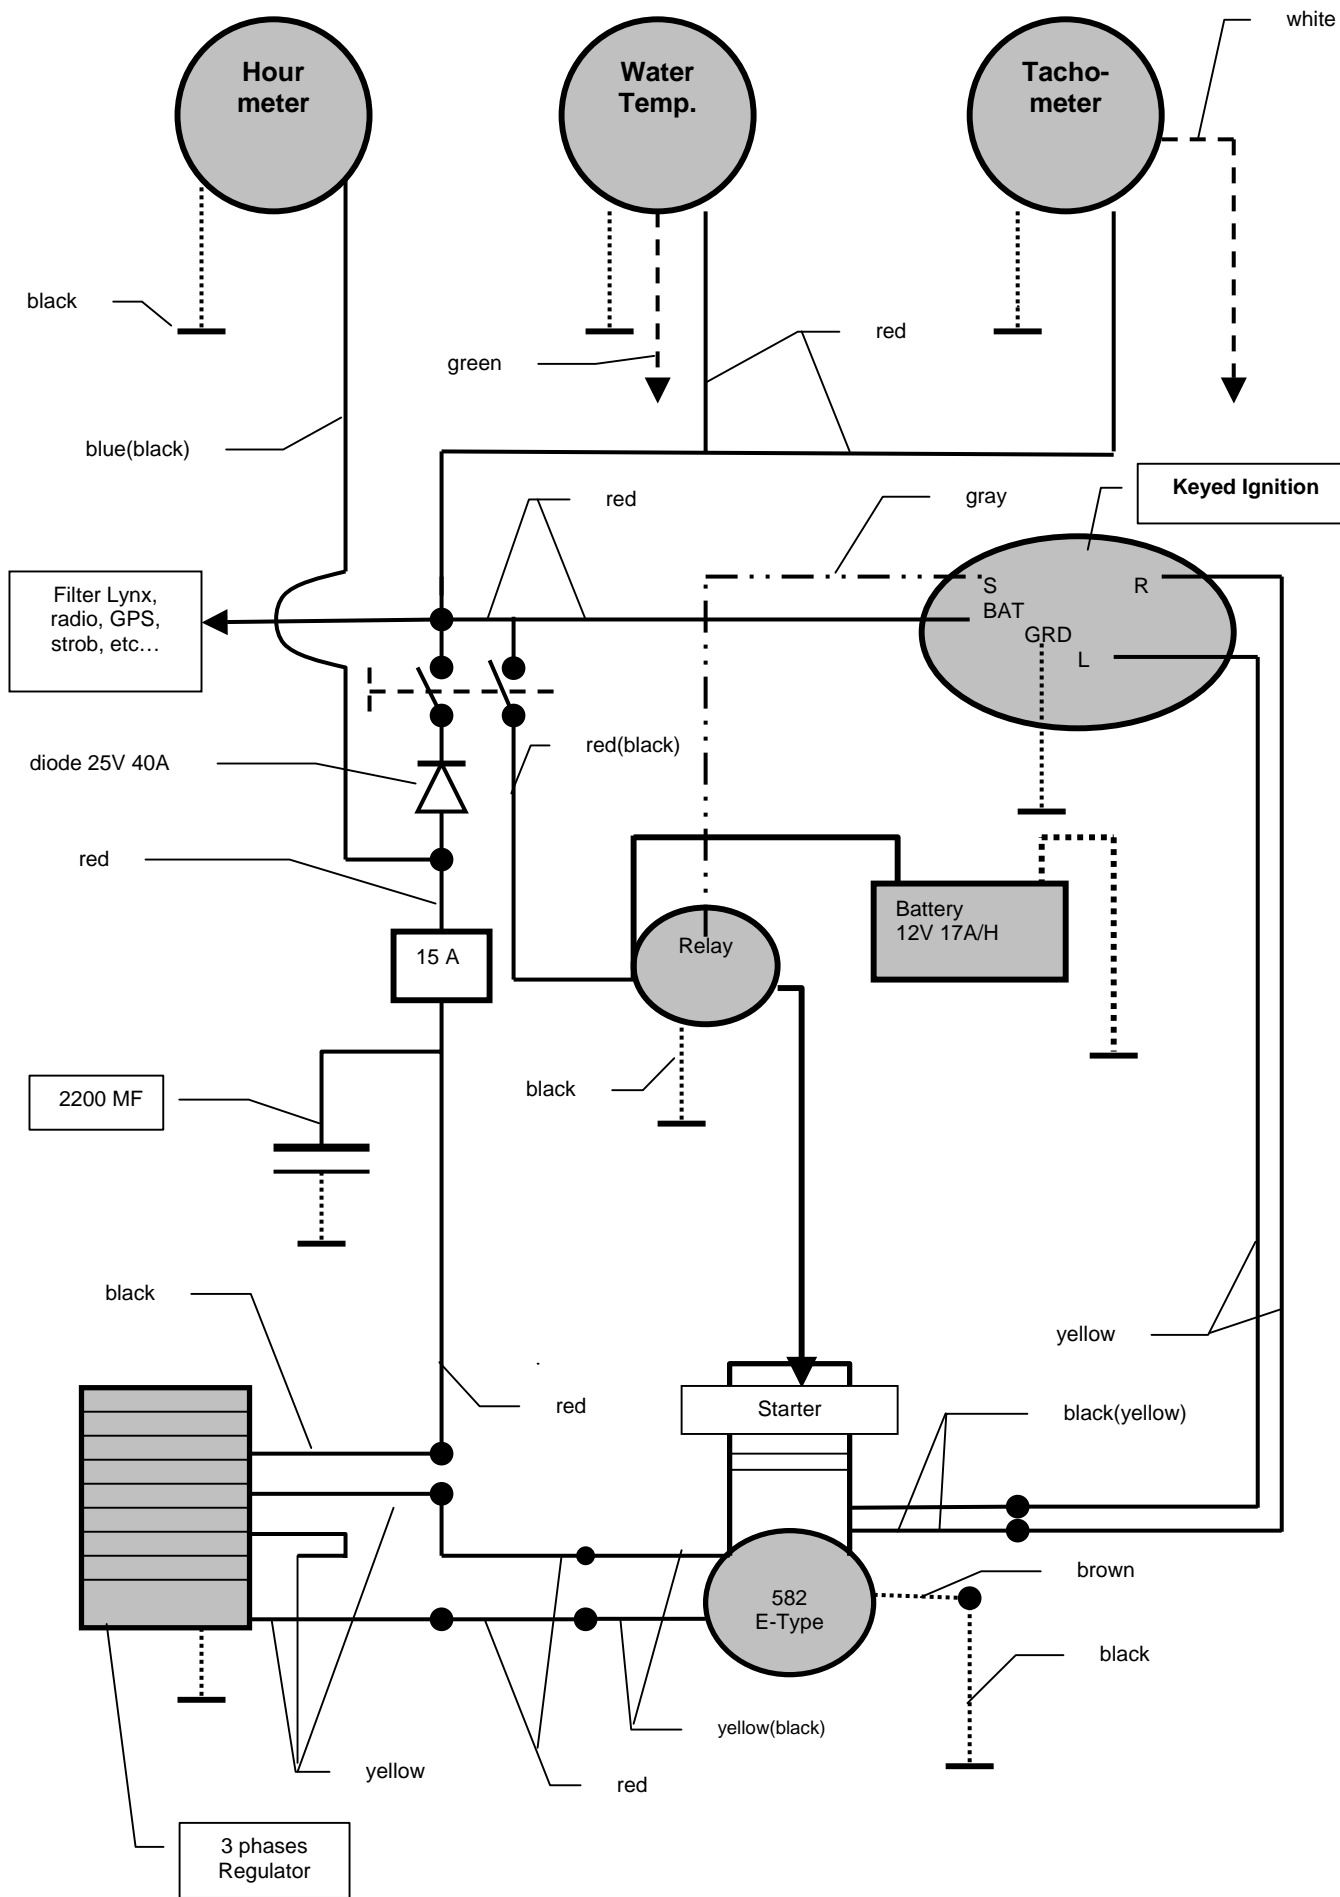 white
Hour
meter
Water
Temp.
Tacho-
meter
black
red
green
blue(black)
Keyed Ignition
red
gray
Filter Lynx,
radio, GPS,
strob, etc…
S
R
BAT
GRD
L
red(black)
diode 25V 40A
red
Battery
12V 17A/H
Relay
15 A
black
2200 MF
black
yellow
red
Starter
black(yellow)
brown
582
E-Type
black
yellow(black)
yellow
red
3 phases
Regulator